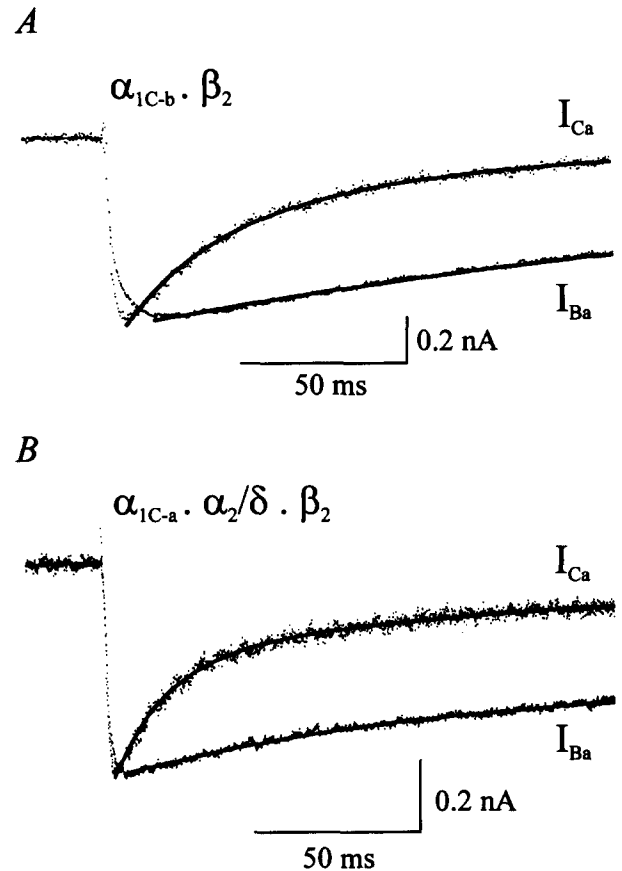 A
α1C-b . β2
ICa
IBa
0.2 nA
50 ms
B
α1C-a . α2/δ . β2
ICa
IBa
0.2 nA
50 ms